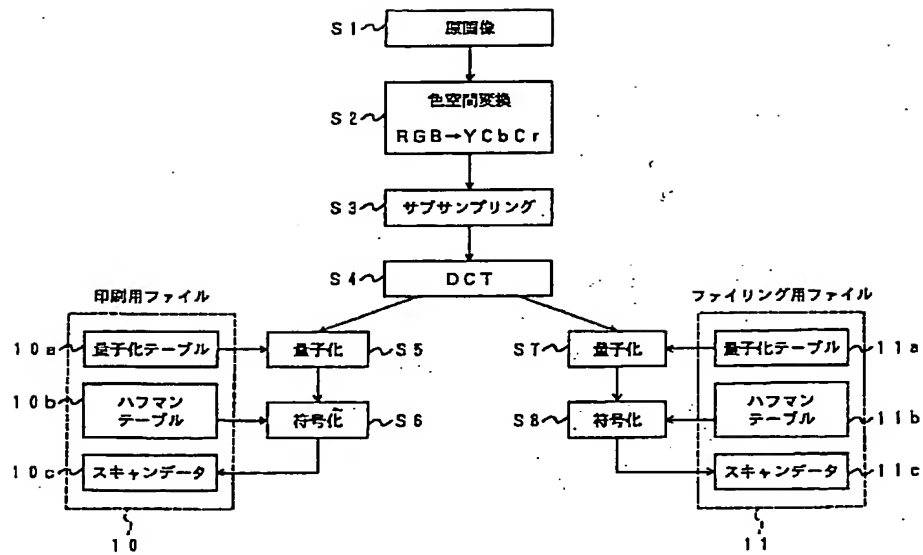 S1 原画像
S2 色空間変換
RGB→YCbCr
S3 サブサンプリング
S4 DCT
印刷用ファイル
ファイリング用ファイル
10a 量子化テーブル 量子化 S5 S7 量子化 量子化テーブル 11a
10b ハフマン
テーブル 符号化 S6 S8 符号化 ハフマン
テーブル 11b
10c スキャンデータ スキャンデータ 11c
10 11